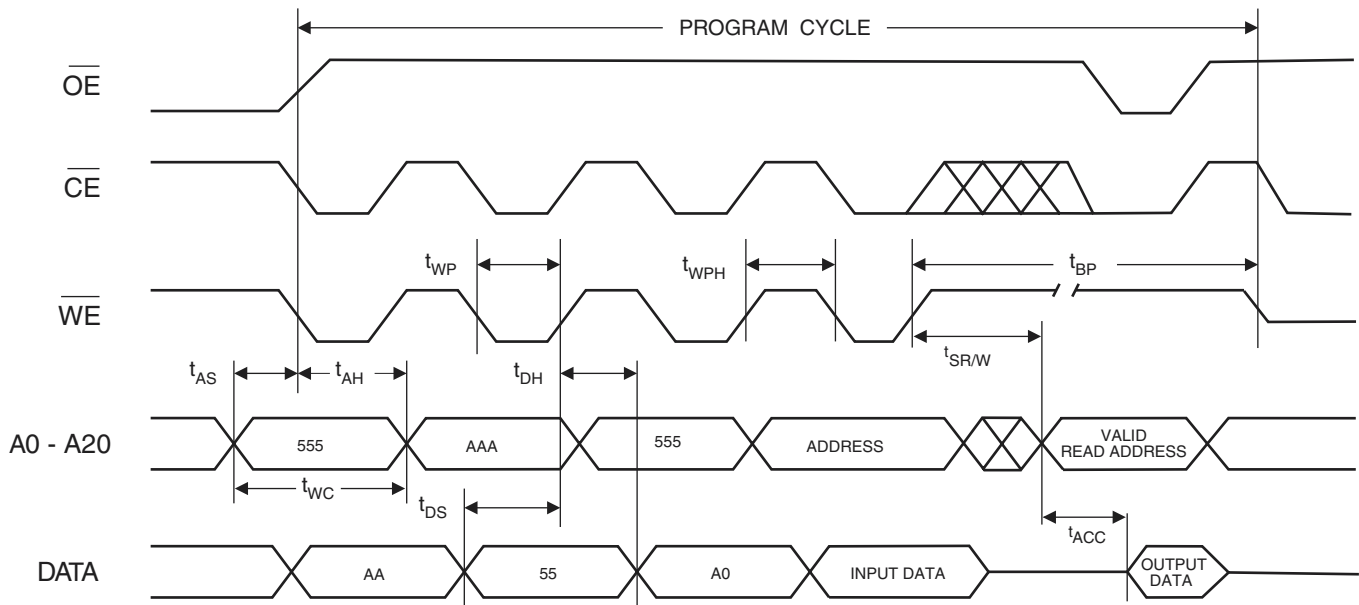 PROGRAM CYCLE
OE
CE
tWP
tWPH
tBP
WE
tSR/W
tAS
tAH
tDH
A0 - A20
555
AAA
555
ADDRESS
VALID
READ ADDRESS
tWC
tDS
tACC
DATA
AA
55
A0
INPUT DATA
OUTPUT
DATA